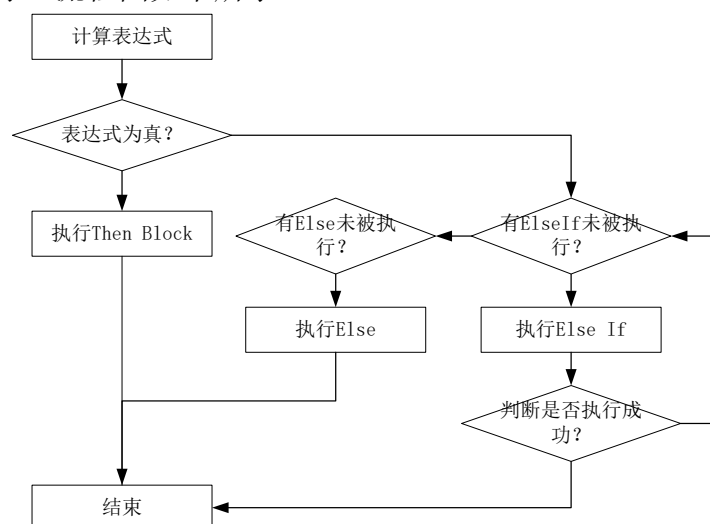 计算表达式
表达式为真?
执行Then Block
有Else未被执
行?
有ElseIf未被执
行?
执行Else
执行Else If
判断是否执行成
功?
结束